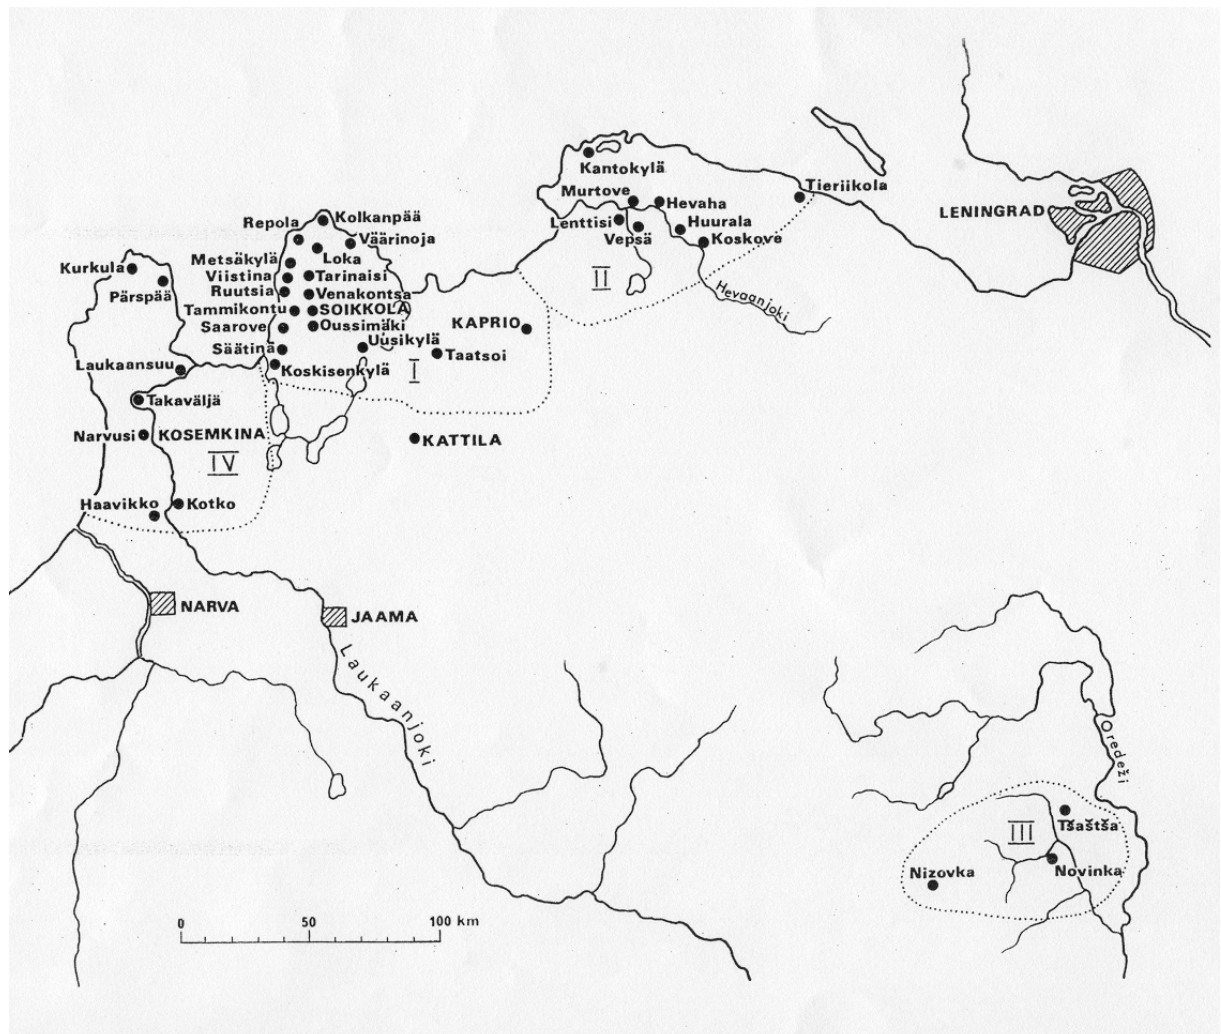 Kantokylä
Tieriikola
Murtove
Hevaha
LENINGRAD
Repola
Kolkanpää
Lenttisi
Huurala
Väärinoja
Vepsä
Koskove
Metsäkylä
Loka
Kurkula
Viistina
Tarinaisi
II
Pärspää
Ruutsia
Venakontsa
Hevaanjoki
Tammikontu
SOIKKOLA
Saarove
Oussimäki
KAPRIO
Säätinä
Uusikylä
Taatsoi
Laukaansuu
Koskisenkylä
I
Takaväljä
Narvusi
KOSEMKINA
KATTILA
IV
Haavikko
Kotko
NARVA
JAAMA
Laukaanjoki
Oredeži
III
Tšaštša
Nizovka
Novinka
0 50 100 km